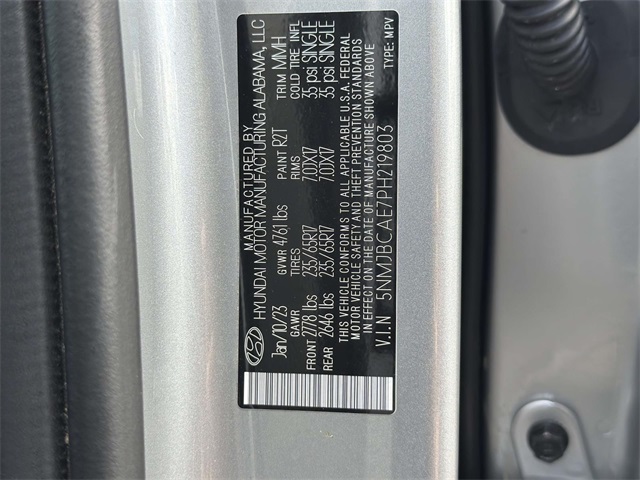 MANUFACTURED BY
HYUNDAI MOTOR MANUFACTURING ALABAMA, LLC
Jan/10/23 GVWR 4761 lbs PAINT R2T TRIM MMH
GAWR TIRES RIMS COLD TIRE INFL
FRONT 2778 lbs 235/65R17 7.0JX17 35 psi SINGLE
REAR 2646 lbs 235/65R17 7.0JX17 35 psi SINGLE
THIS VEHICLE CONFORMS TO ALL APPLICABLE U.S.A. FEDERAL
MOTOR VEHICLE SAFETY AND THEFT PREVENTION STANDARDS
IN EFFECT ON THE DATE OF MANUFACTURE SHOWN ABOVE
V.I.N 5NMJBCAE7PH219803 TYPE: MPV